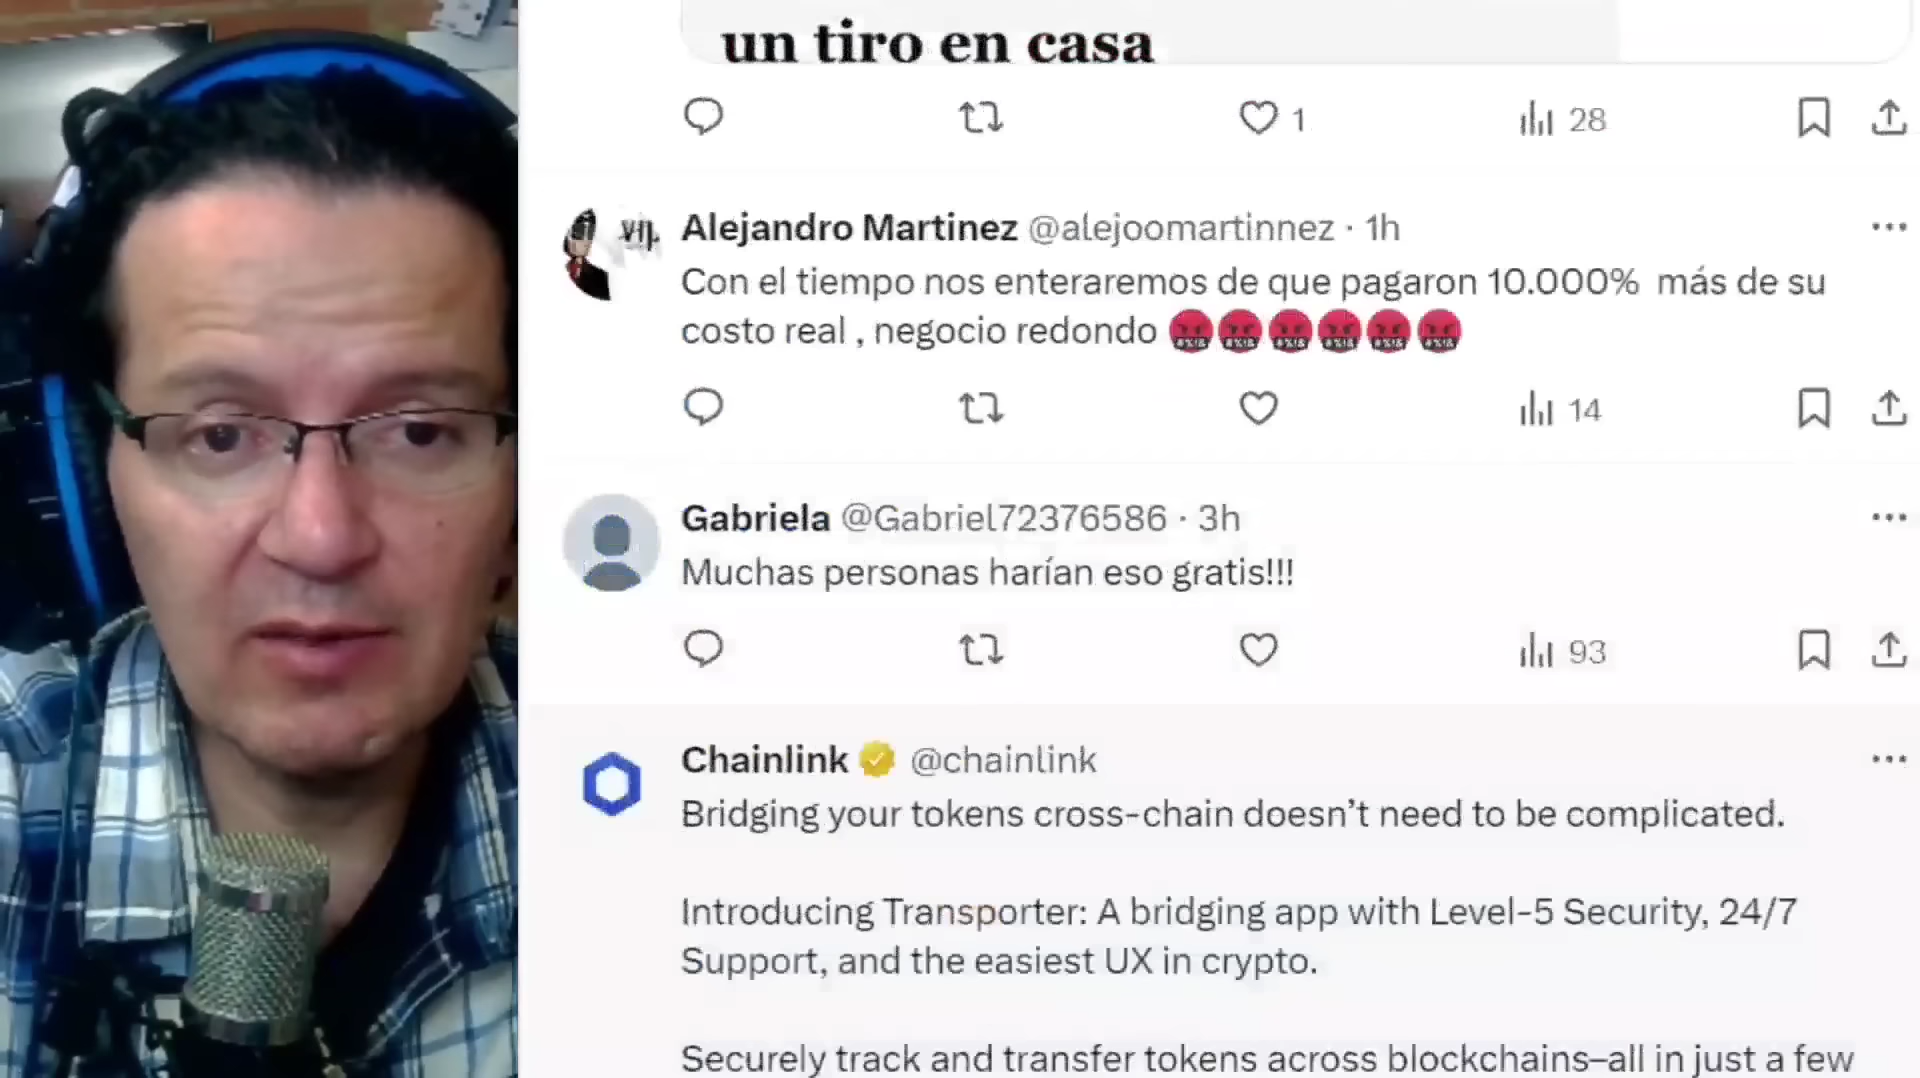 un tiro en casa
1
28
Alejandro Martinez @alejoomartinnez · 1h
Con el tiempo nos enteraremos de que pagaron 10.000% más de su
costo real , negocio redondo 🤬🤬🤬🤬🤬🤬
14
Gabriela @Gabriel72376586 · 3h
Muchas personas harían eso gratis!!!
93
Chainlink @chainlink
Bridging your tokens cross-chain doesn’t need to be complicated.
Introducing Transporter: A bridging app with Level-5 Security, 24/7
Support, and the easiest UX in crypto.
Securely track and transfer tokens across blockchains—all in just a few